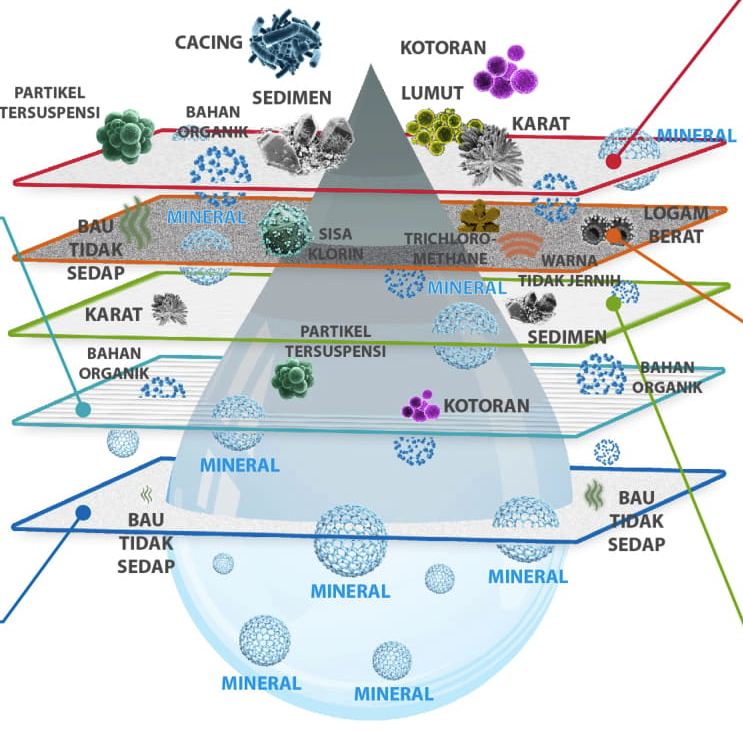 CACING
KOTORAN
PARTIKEL
TERSUSPENSI
SEDIMEN
LUMUT
BAHAN
ORGANIK
KARAT
MINERAL
BAU
TIDAK
SEDAP
MINERAL
SISA
KLORIN
TRICHLORO-
METHANE
WARNA
TIDAK JERNIH
LOGAM
BERAT
KARAT
MINERAL
SEDIMEN
PARTIKEL
TERSUSPENSI
BAHAN
ORGANIK
KOTORAN
BAHAN
ORGANIK
MINERAL
BAU
TIDAK
SEDAP
BAU
TIDAK
SEDAP
MINERAL
MINERAL
MINERAL
MINERAL